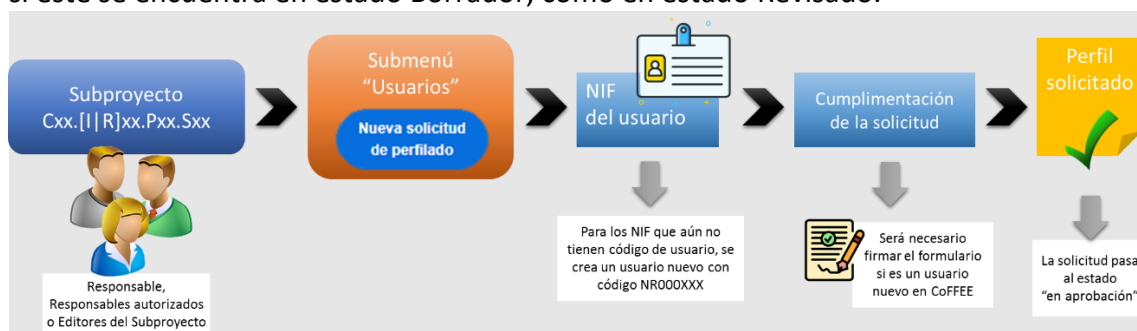 si este se encuentra en estado Borrador, como en estado Revisado.
Subproyecto
Cxx.[I|R]xx.Pxx.Sxx
Responsable,
Responsables autorizados
o Editores del Subproyecto
Submenú
“Usuarios”
Nueva solicitud
de perfilado
NIF
del usuario
Para los NIF que aún no
tienen código de usuario, se
crea un usuario nuevo con
código NR000XXX
Cumplimentación
de la solicitud
Será necesario
firmar el formulario
si es un usuario
nuevo en CoFFEE
Perfil
solicitado
La solicitud pasa
al estado
“en aprobación”